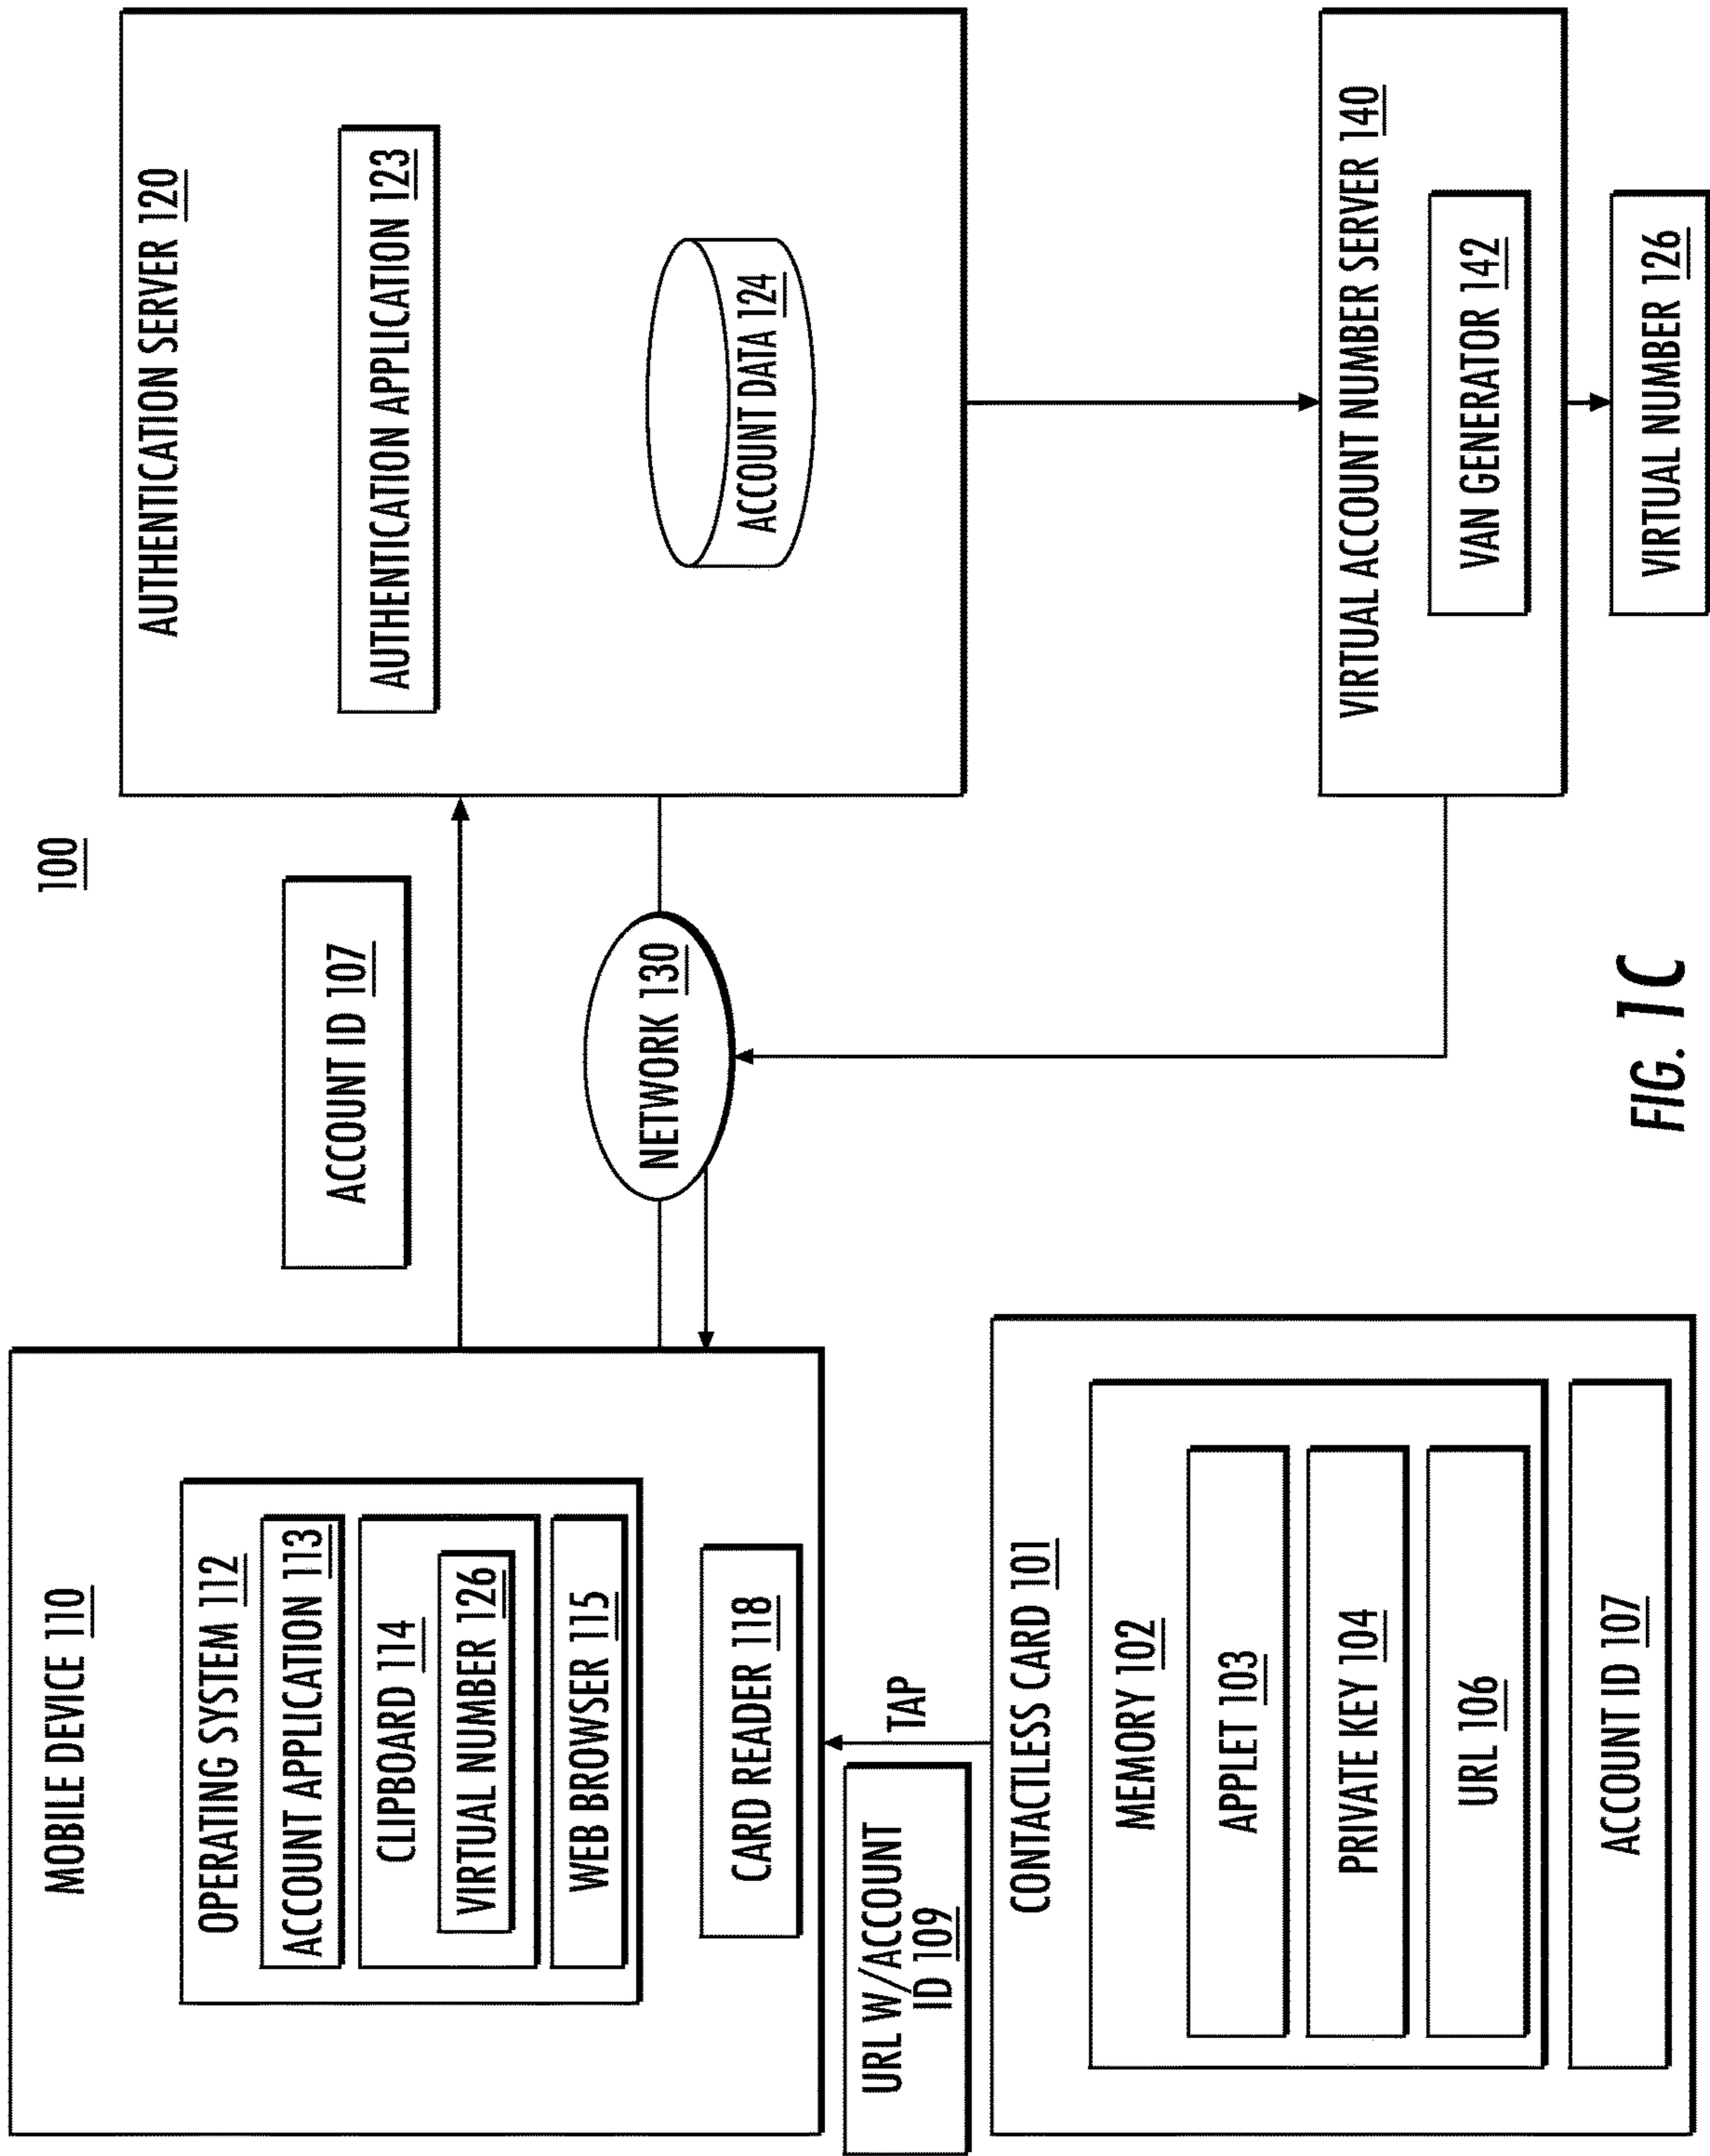 100
MOBILE DEVICE 110
OPERATING SYSTEM 112
ACCOUNT APPLICATION 113
CLIPBOARD 114
VIRTUAL NUMBER 126
WEB BROWSER 115
CARD READER 118
ACCOUNT ID 107
NETWORK 130
AUTHENTICATION SERVER 120
AUTHENTICATION APPLICATION 123
ACCOUNT DATA 124
URL W/ACCOUNT
ID 109
TAP
CONTACTLESS CARD 101
MEMORY 102
APPLET 103
PRIVATE KEY 104
URL 106
ACCOUNT ID 107
VIRTUAL ACCOUNT NUMBER SERVER 140
VAN GENERATOR 142
VIRTUAL NUMBER 126
FIG. 1C